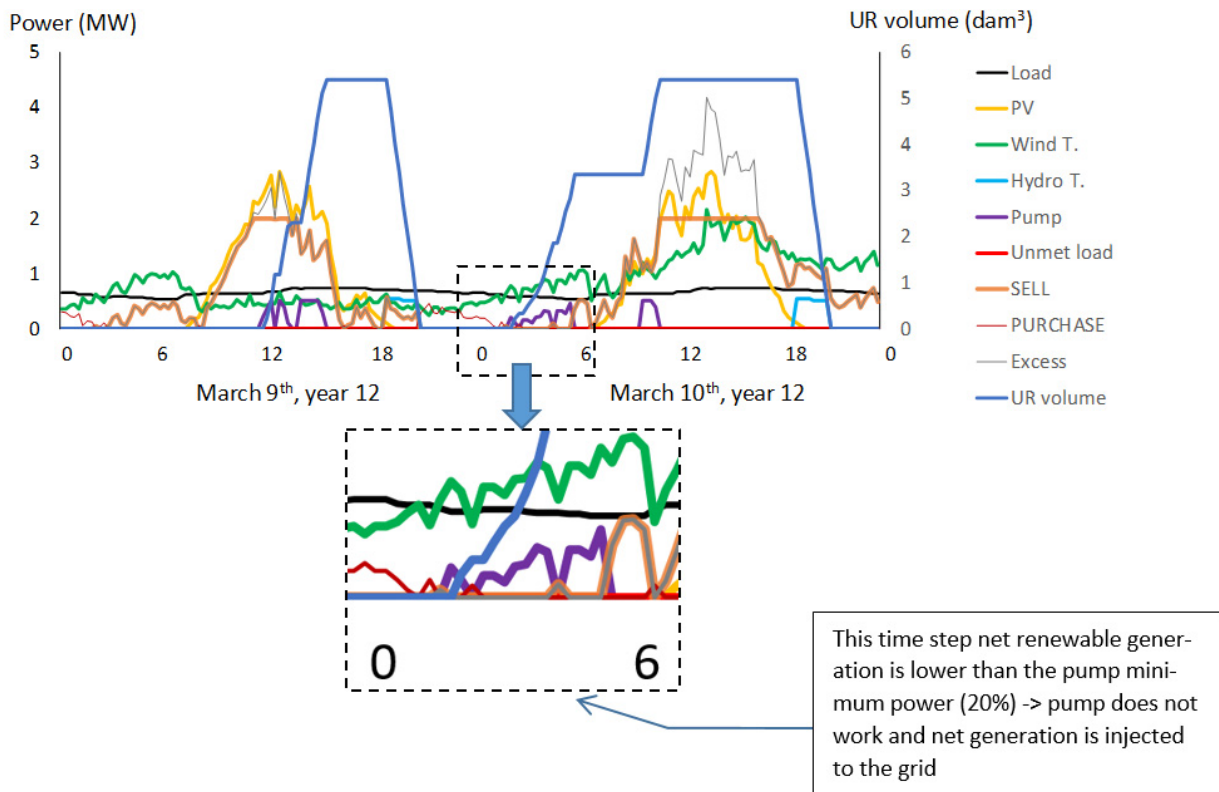 Power (MW)
UR volume (dam³)
5
4
3
2
1
0
6
5
4
3
2
1
0
0 6 12 18 0 6 12 18 0
March 9th, year 12
March 10th, year 12
Load
PV
Wind T.
Hydro T.
Pump
Unmet load
SELL
PURCHASE
Excess
UR volume
0 6
This time step net renewable gener-
ation is lower than the pump mini-
mum power (20%) -> pump does not
work and net generation is injected
to the grid